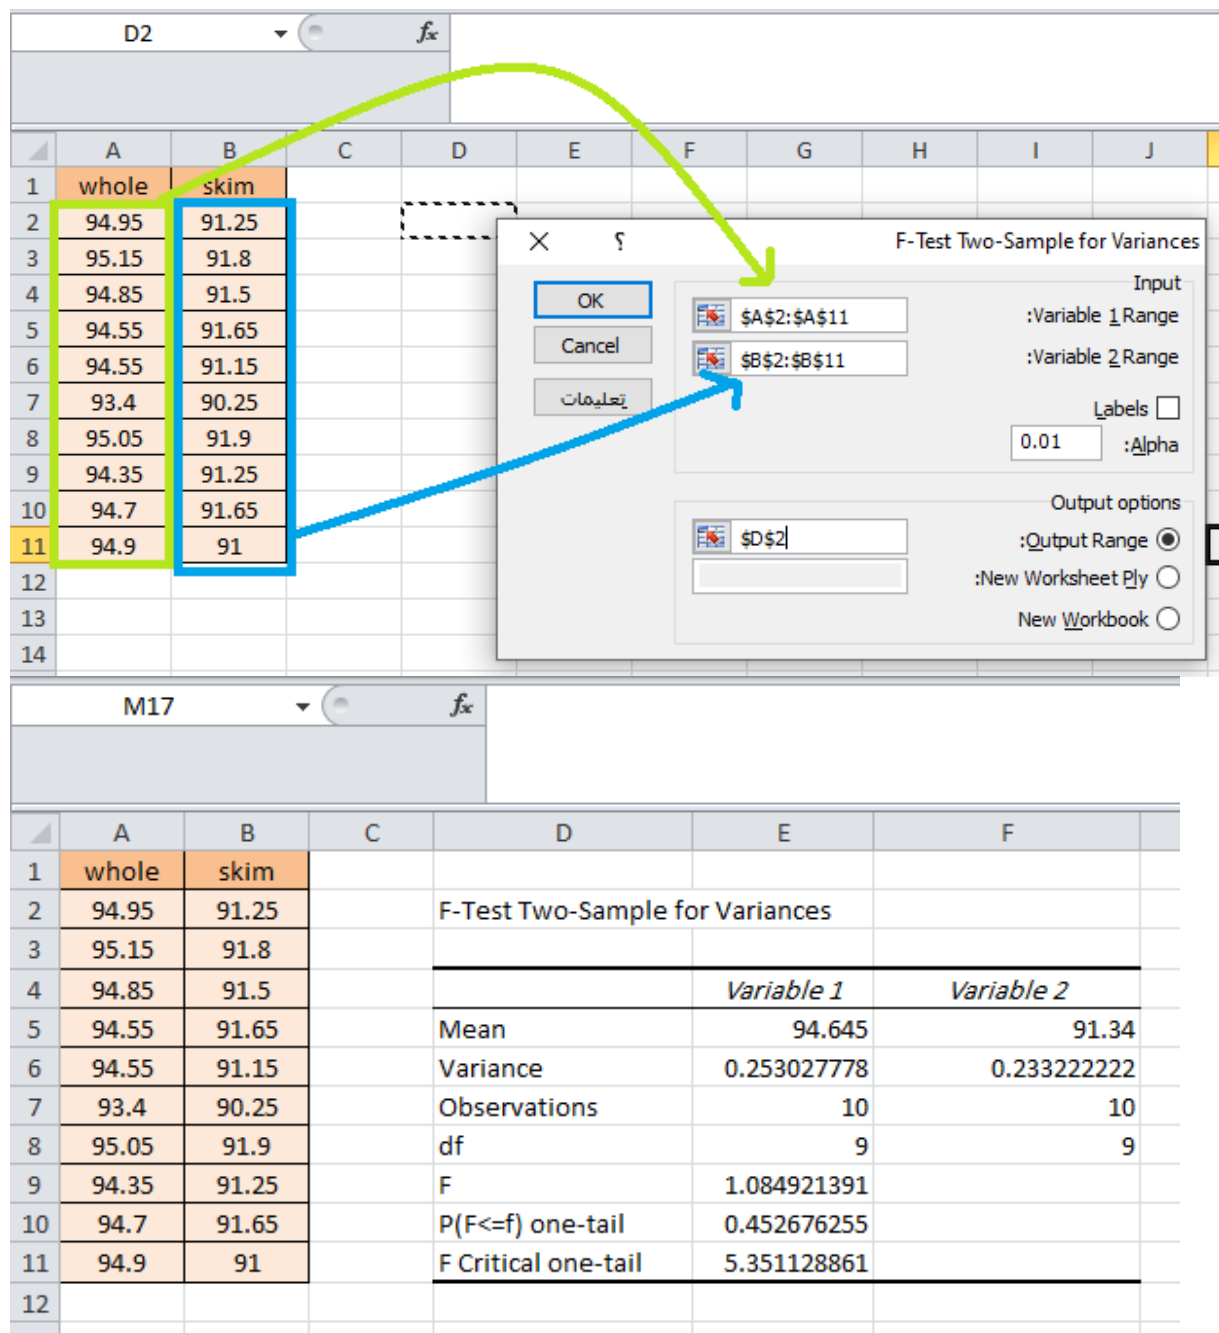 D2 fx
A B C D E F G H I J
1 whole skim
2 94.95 91.25
3 95.15 91.8
4 94.85 91.5
5 94.55 91.65
6 94.55 91.15
7 93.4 90.25
8 95.05 91.9
9 94.35 91.25
10 94.7 91.65
11 94.9 91
12
13
14
؟ F-Test Two-Sample for Variances
Input
OK
$A$2:$A$11 :Variable 1 Range
Cancel
$B$2:$B$11 :Variable 2 Range
تعليمات
Labels
0.01 :Alpha
Output options
$D$2 :Output Range
:New Worksheet Ply
New Workbook
M17 fx
A B C D E F
1 whole skim
2 94.95 91.25 F-Test Two-Sample for Variances
3 95.15 91.8
4 94.85 91.5 Variable 1 Variable 2
5 94.55 91.65 Mean 94.645 91.34
6 94.55 91.15 Variance 0.253027778 0.233222222
7 93.4 90.25 Observations 10 10
8 95.05 91.9 df 9 9
9 94.35 91.25 F 1.084921391
10 94.7 91.65 P(F<=f) one-tail 0.452676255
11 94.9 91 F Critical one-tail 5.351128861
12